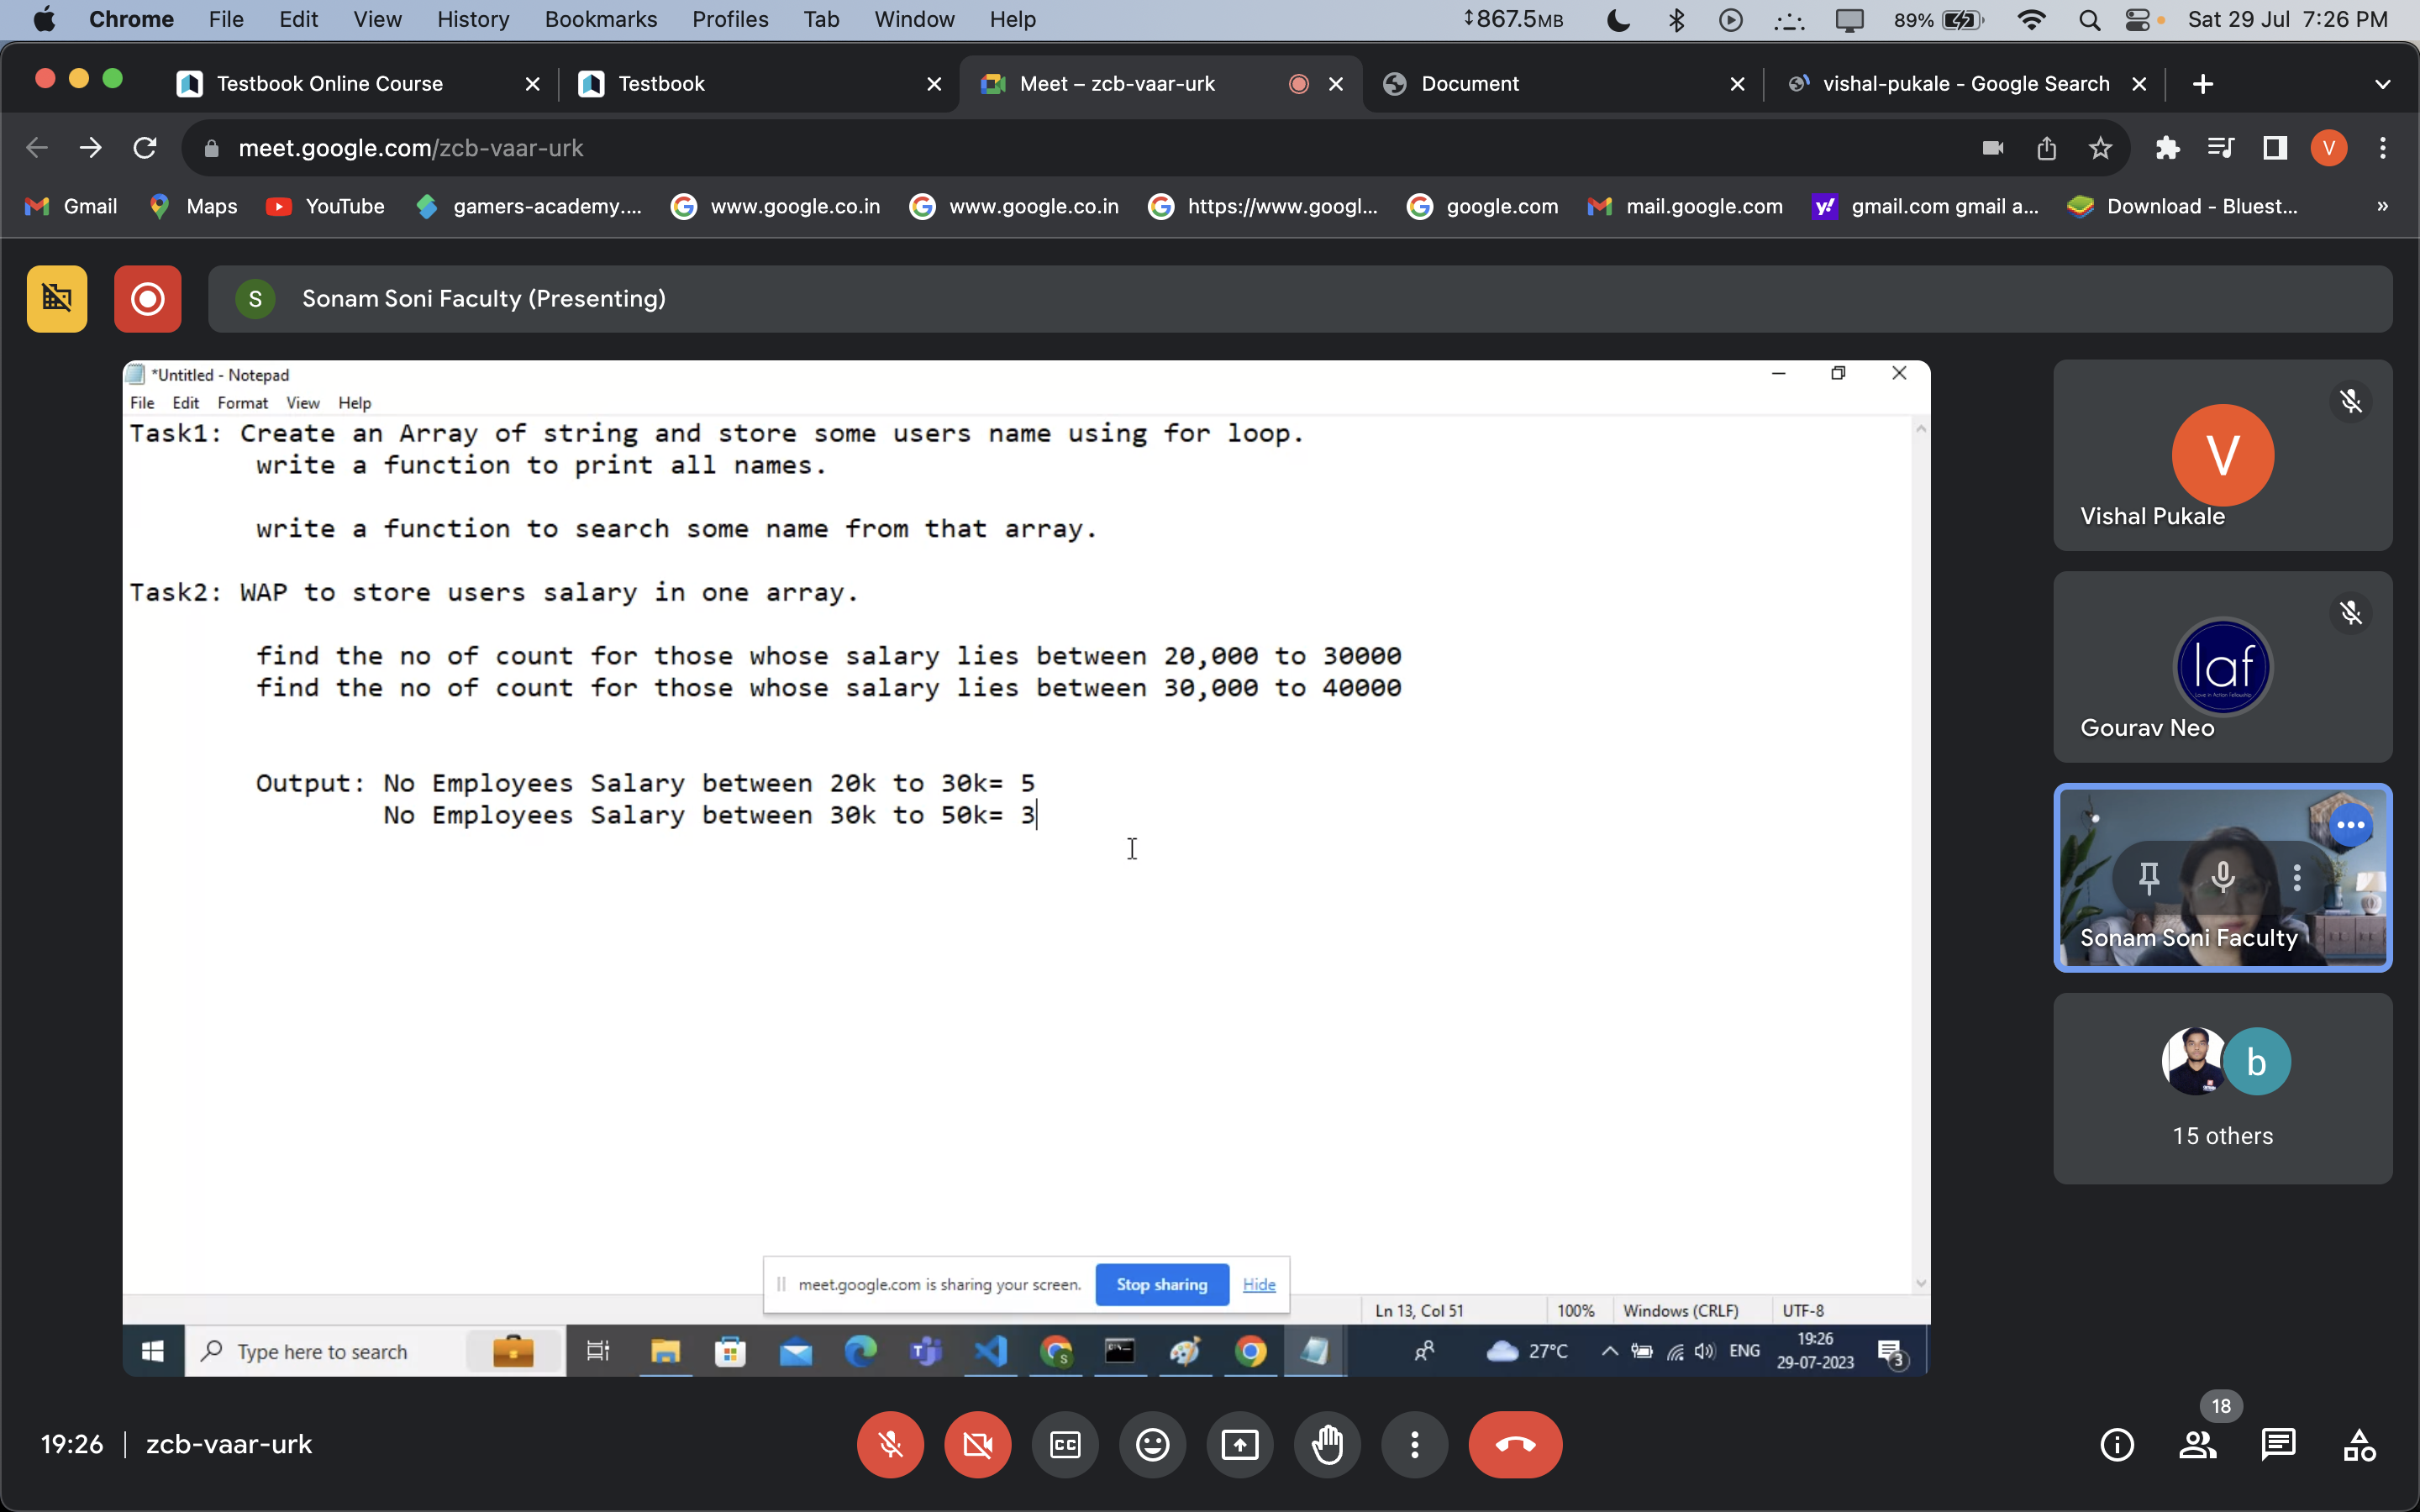 Chrome File Edit View History Bookmarks Profiles Tab Window Help ↕867.5MB 89% Sat 29 Jul 7:26 PM
Testbook Online Course Testbook Meet – zcb-vaar-urk Document vishal-pukale - Google Search
meet.google.com/zcb-vaar-urk V
Gmail Maps YouTube gamers-academy.... www.google.co.in www.google.co.in https://www.googl... google.com mail.google.com gmail.com gmail a... Download - Bluest... »
S Sonam Soni Faculty (Presenting)
*Untitled - Notepad
File Edit Format View Help
Task1: Create an Array of string and store some users name using for loop.
write a function to print all names.
write a function to search some name from that array.
Task2: WAP to store users salary in one array.
find the no of count for those whose salary lies between 20,000 to 30000
find the no of count for those whose salary lies between 30,000 to 40000
Output: No Employees Salary between 20k to 30k= 5
No Employees Salary between 30k to 50k= 3
meet.google.com is sharing your screen. Stop sharing Hide
Ln 13, Col 51 100% Windows (CRLF) UTF-8
Type here to search 27°C ENG 19:26
29-07-2023 3
V
Vishal Pukale
laf
Gourav Neo
Sonam Soni Faculty
b
15 others
19:26 | zcb-vaar-urk CC 18